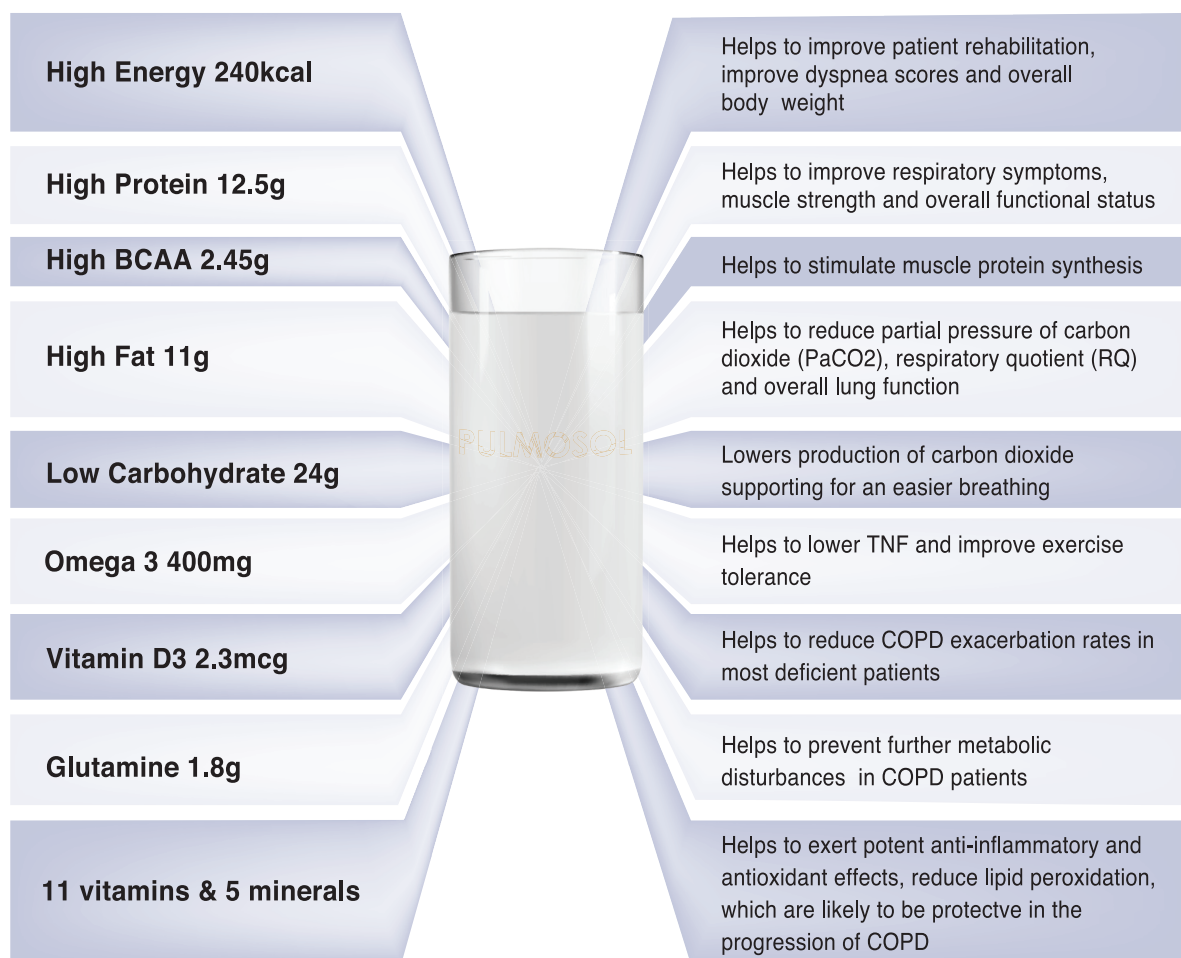 High Energy 240kcal
Helps to improve patient rehabilitation,
improve dyspnea scores and overall
body weight
High Protein 12.5g
Helps to improve respiratory symptoms,
muscle strength and overall functional status
High BCAA 2.45g
Helps to stimulate muscle protein synthesis
High Fat 11g
Helps to reduce partial pressure of carbon
dioxide (PaCO2), respiratory quotient (RQ)
and overall lung function
PULMOSOL
Low Carbohydrate 24g
Lowers production of carbon dioxide
supporting for an easier breathing
Omega 3 400mg
Helps to lower TNF and improve exercise
tolerance
Vitamin D3 2.3mcg
Helps to reduce COPD exacerbation rates in
most deficient patients
Glutamine 1.8g
Helps to prevent further metabolic
disturbances in COPD patients
11 vitamins & 5 minerals
Helps to exert potent anti-inflammatory and
antioxidant effects, reduce lipid peroxidation,
which are likely to be protectve in the
progression of COPD